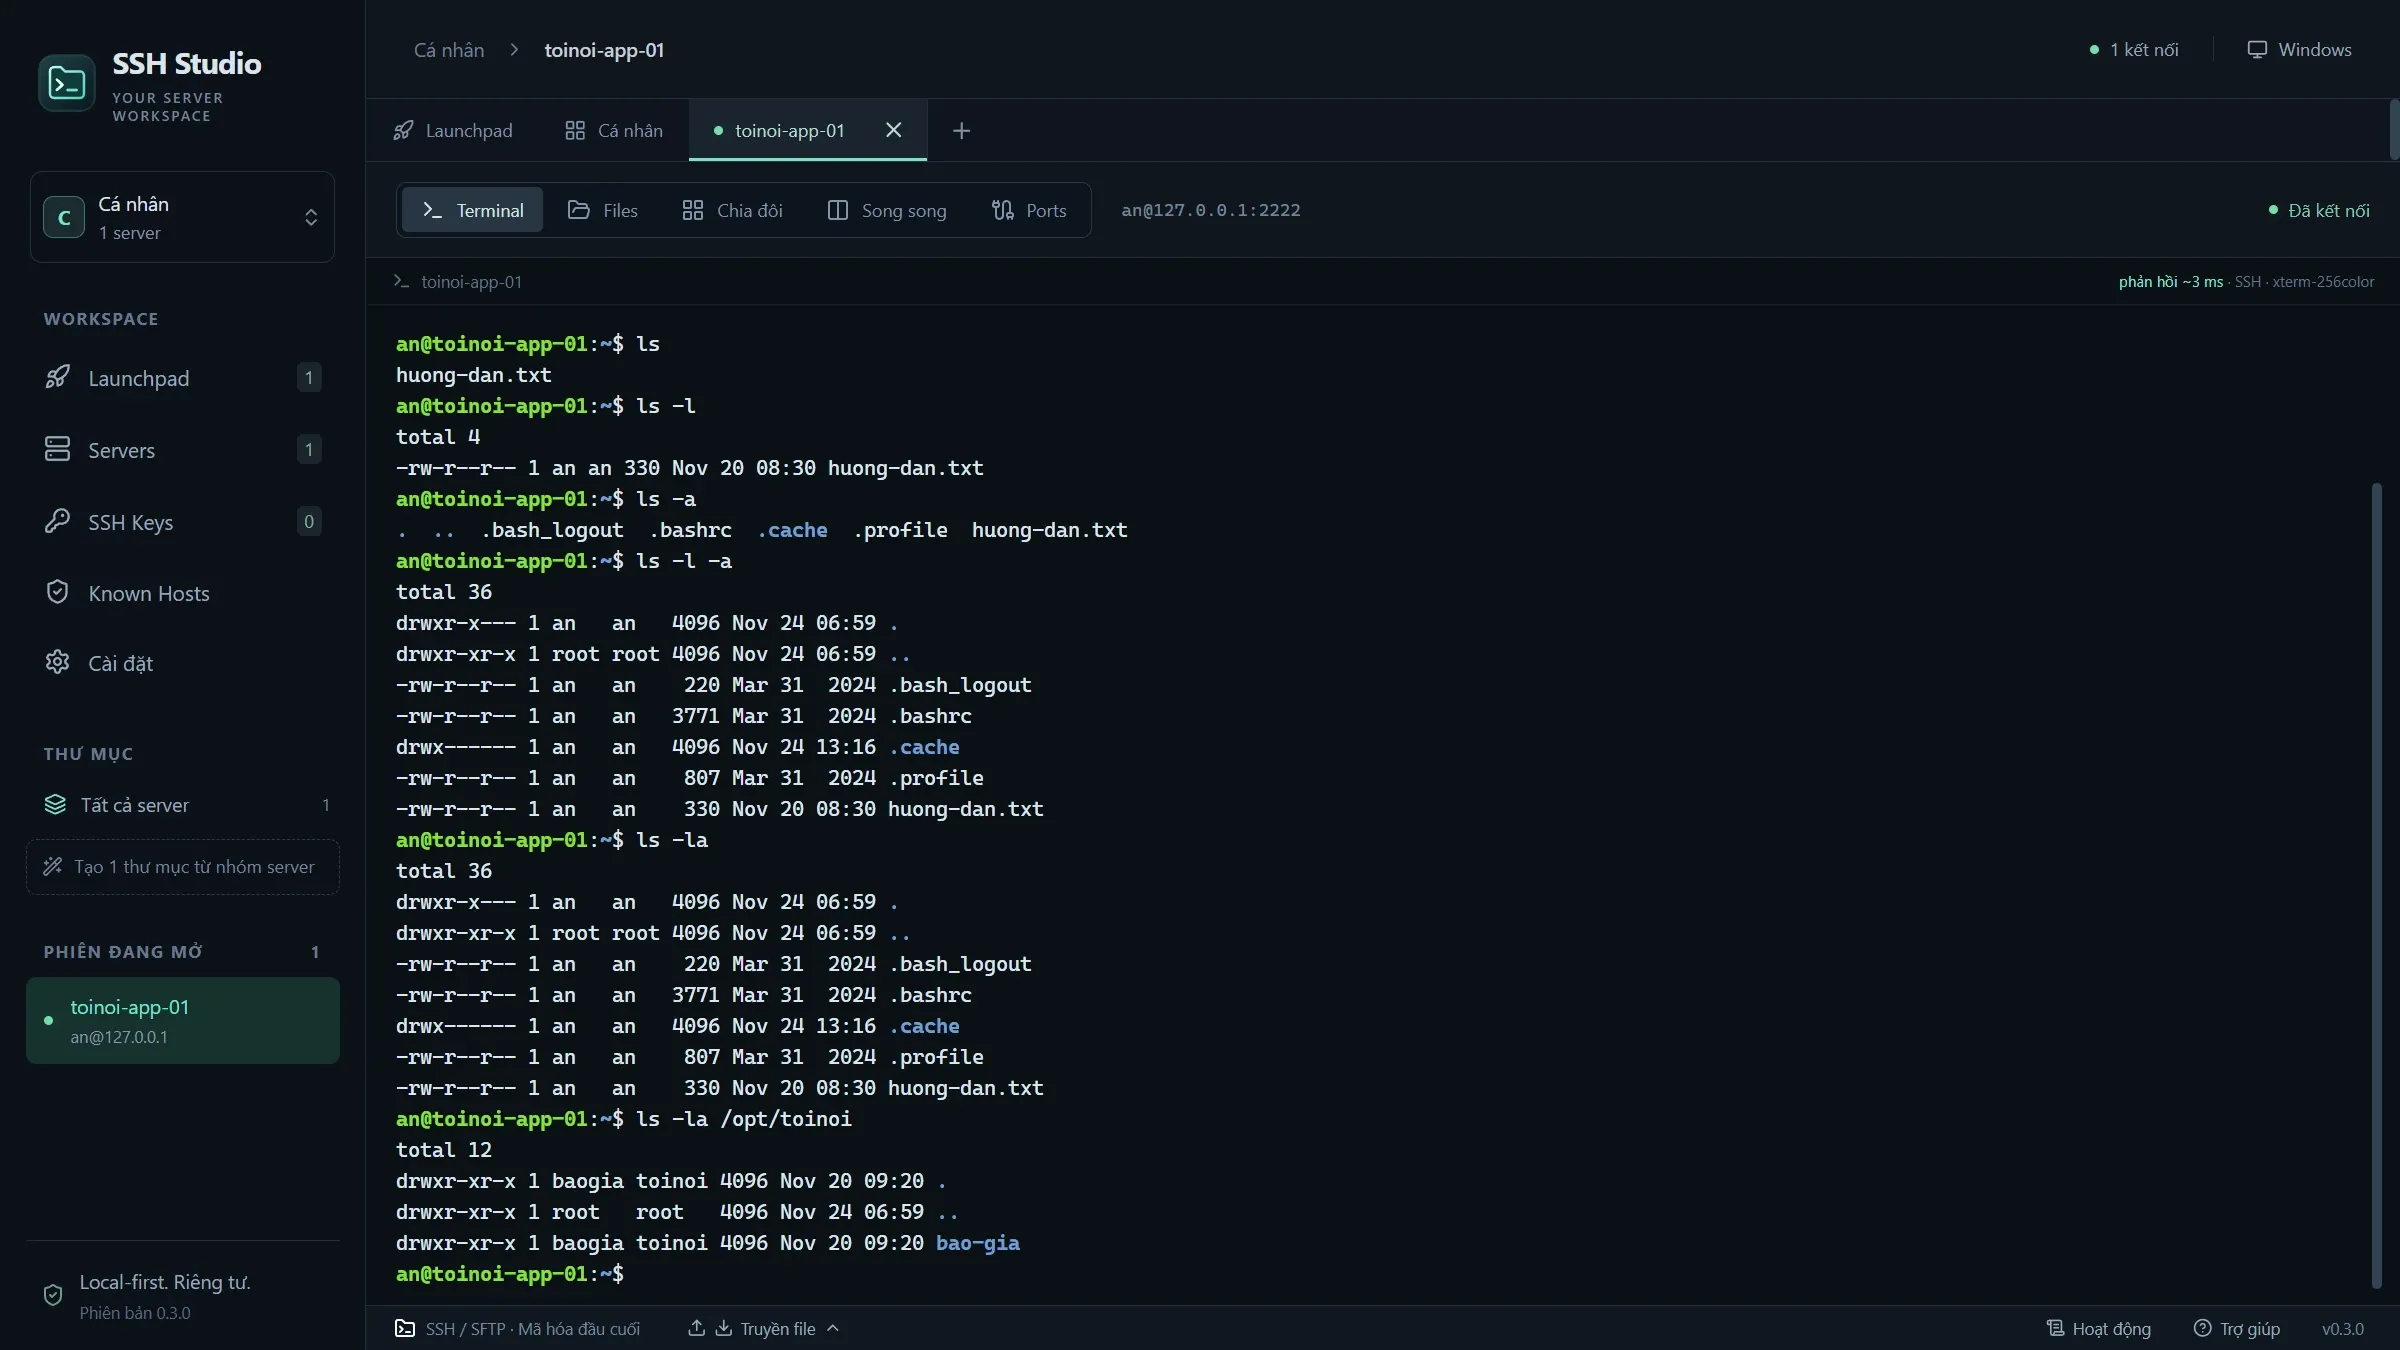 SSH Studio
YOUR SERVER
WORKSPACE
C
Cá nhân
1 server
WORKSPACE
Launchpad 1
Servers 1
SSH Keys 0
Known Hosts
Cài đặt
THƯ MỤC
Tất cả server 1
Tạo 1 thư mục từ nhóm server
PHIÊN ĐANG MỞ 1
toinoi-app-01
an@127.0.0.1
Local-first. Riêng tư.
Phiên bản 0.3.0
Cá nhân > toinoi-app-01
1 kết nối
Windows
Launchpad
Cá nhân
toinoi-app-01
Terminal
Files
Chia đôi
Song song
Ports
an@127.0.0.1:2222
Đã kết nối
toinoi-app-01
phản hồi ~3 ms · SSH · xterm-256color
an@toinoi-app-01:~$ ls
huong-dan.txt
an@toinoi-app-01:~$ ls -l
total 4
-rw-r--r-- 1 an an 330 Nov 20 08:30 huong-dan.txt
an@toinoi-app-01:~$ ls -a
.  ..  .bash_logout  .bashrc  .cache  .profile  huong-dan.txt
an@toinoi-app-01:~$ ls -l -a
total 36
drwxr-x--- 1 an   an   4096 Nov 24 06:59 .
drwxr-xr-x 1 root root 4096 Nov 24 06:59 ..
-rw-r--r-- 1 an   an    220 Mar 31  2024 .bash_logout
-rw-r--r-- 1 an   an   3771 Mar 31  2024 .bashrc
drwx------ 1 an   an   4096 Nov 24 13:16 .cache
-rw-r--r-- 1 an   an    807 Mar 31  2024 .profile
-rw-r--r-- 1 an   an    330 Nov 20 08:30 huong-dan.txt
an@toinoi-app-01:~$ ls -la
total 36
drwxr-x--- 1 an   an   4096 Nov 24 06:59 .
drwxr-xr-x 1 root root 4096 Nov 24 06:59 ..
-rw-r--r-- 1 an   an    220 Mar 31  2024 .bash_logout
-rw-r--r-- 1 an   an   3771 Mar 31  2024 .bashrc
drwx------ 1 an   an   4096 Nov 24 13:16 .cache
-rw-r--r-- 1 an   an    807 Mar 31  2024 .profile
-rw-r--r-- 1 an   an    330 Nov 20 08:30 huong-dan.txt
an@toinoi-app-01:~$ ls -la /opt/toinoi
total 12
drwxr-xr-x 1 baogia toinoi 4096 Nov 20 09:20 .
drwxr-xr-x 1 root   root   4096 Nov 24 06:59 ..
drwxr-xr-x 1 baogia toinoi 4096 Nov 20 09:20 bao-gia
an@toinoi-app-01:~$
SSH / SFTP · Mã hóa đầu cuối
Truyền file
Hoạt động
Trợ giúp
v0.3.0